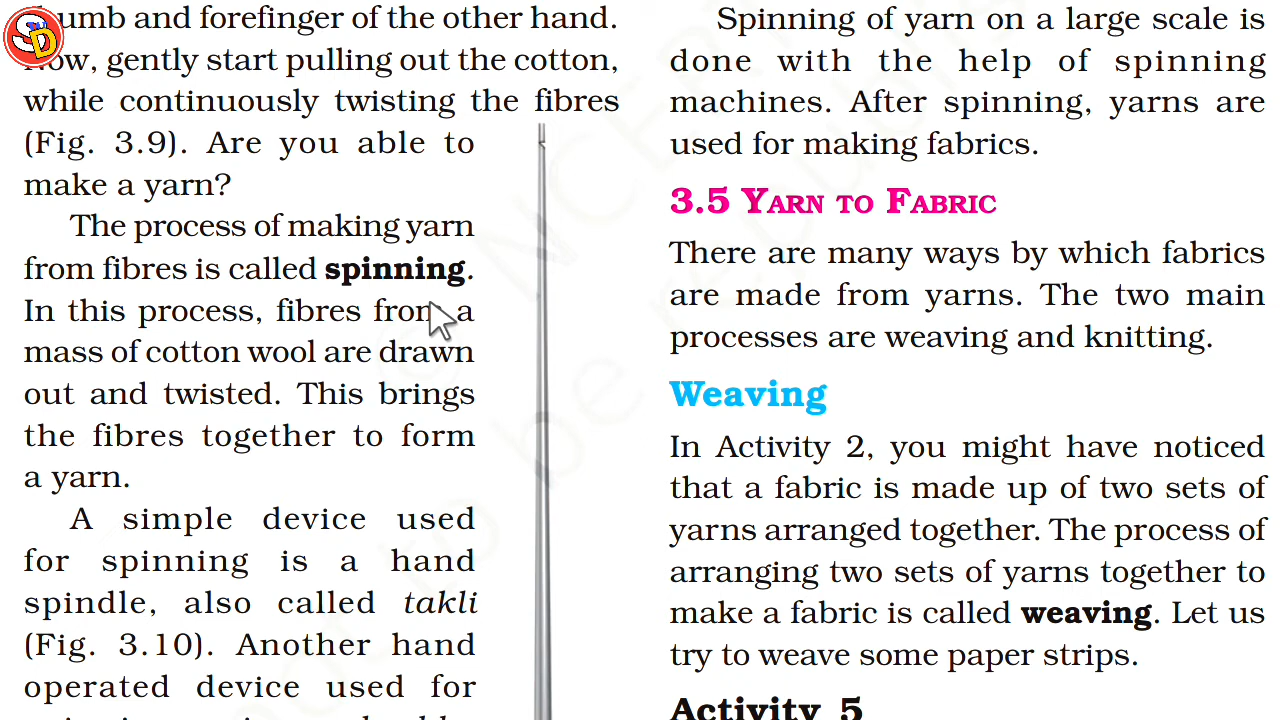 SD
thumb and forefinger of the other hand.
Now, gently start pulling out the cotton,
while continuously twisting the fibres
(Fig. 3.9). Are you able to
make a yarn?
The process of making yarn
from fibres is called spinning.
In this process, fibres from a
mass of cotton wool are drawn
out and twisted. This brings
the fibres together to form
a yarn.
A simple device used
for spinning is a hand
spindle, also called takli
(Fig. 3.10). Another hand
operated device used for
Spinning of yarn on a large scale is
done with the help of spinning
machines. After spinning, yarns are
used for making fabrics.
3.5 YARN TO FABRIC
There are many ways by which fabrics
are made from yarns. The two main
processes are weaving and knitting.
Weaving
In Activity 2, you might have noticed
that a fabric is made up of two sets of
yarns arranged together. The process of
arranging two sets of yarns together to
make a fabric is called weaving. Let us
try to weave some paper strips.
Activity 5